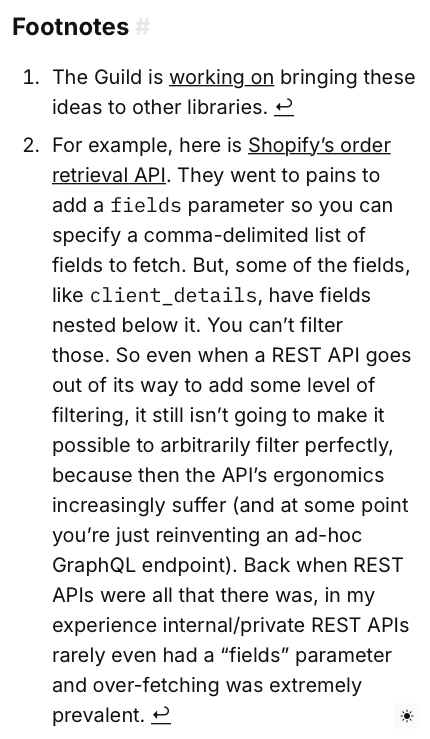 Footnotes #
1. The Guild is working on bringing these
ideas to other libraries. ↩
2. For example, here is Shopify’s order
retrieval API. They went to pains to
add a fields parameter so you can
specify a comma-delimited list of
fields to fetch. But, some of the fields,
like client_details, have fields
nested below it. You can’t filter
those. So even when a REST API goes
out of its way to add some level of
filtering, it still isn’t going to make it
possible to arbitrarily filter perfectly,
because then the API’s ergonomics
increasingly suffer (and at some point
you’re just reinventing an ad-hoc
GraphQL endpoint). Back when REST
APIs were all that there was, in my
experience internal/private REST APIs
rarely even had a “fields” parameter
and over-fetching was extremely
prevalent. ↩